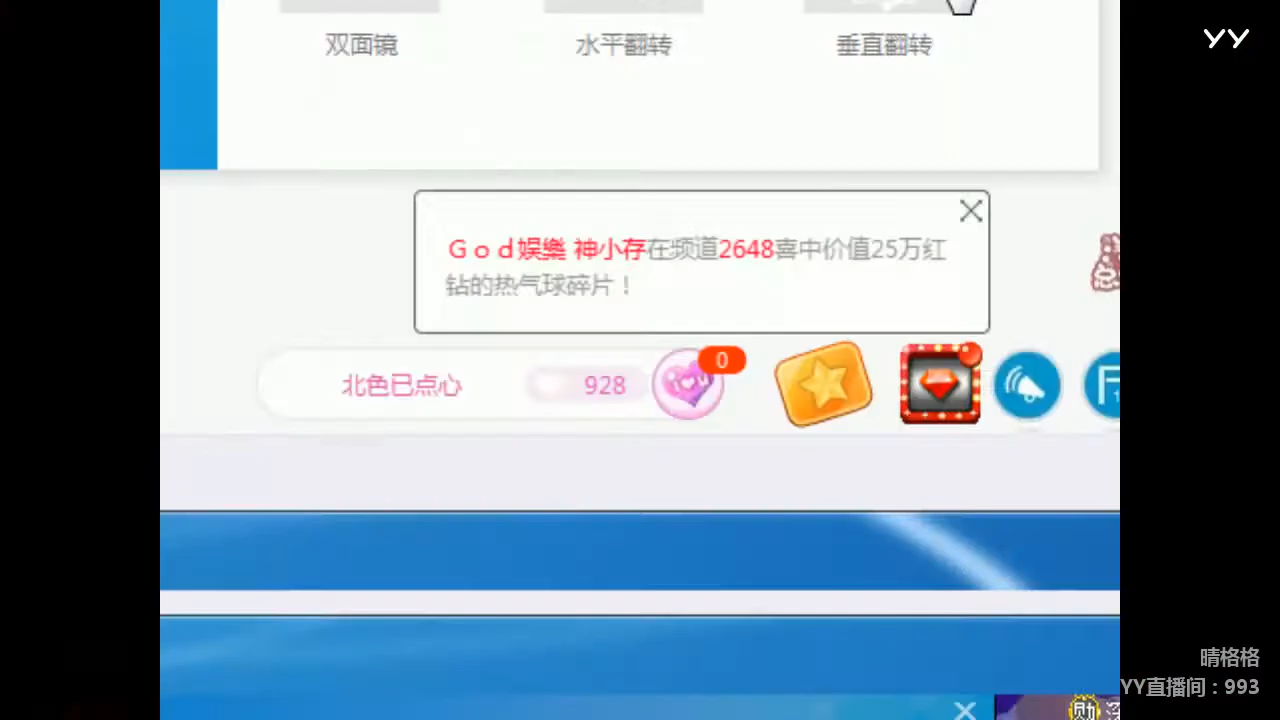 YY
双面镜
水平翻转
垂直翻转
Ｇｏｄ娱樂 神小存在频道2648喜中价值25万红
钻的热气球碎片！
北色已点心
928
0
i U
晴格格
YY直播间：993
勋